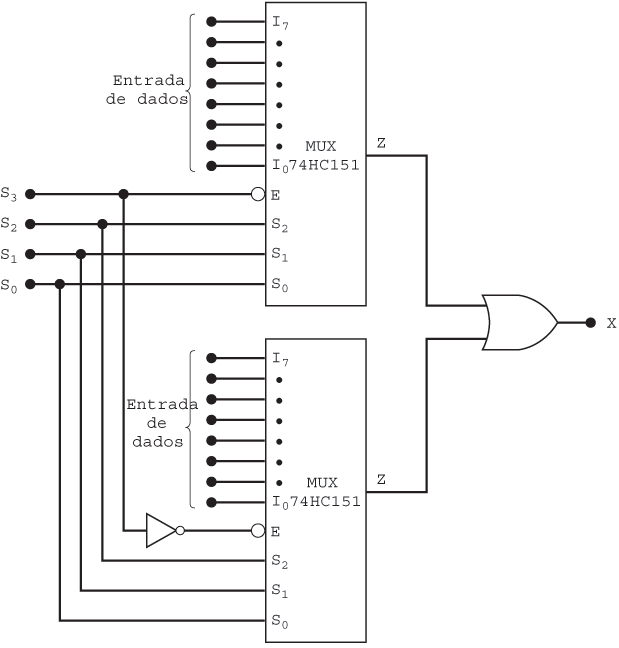 I7
Entrada
de dados
MUX
Z
I0 74HC151
S3
E
S2
S2
S1
S1
S0
S0
X
I7
Entrada
de
dados
MUX
Z
I0 74HC151
E
S2
S1
S0